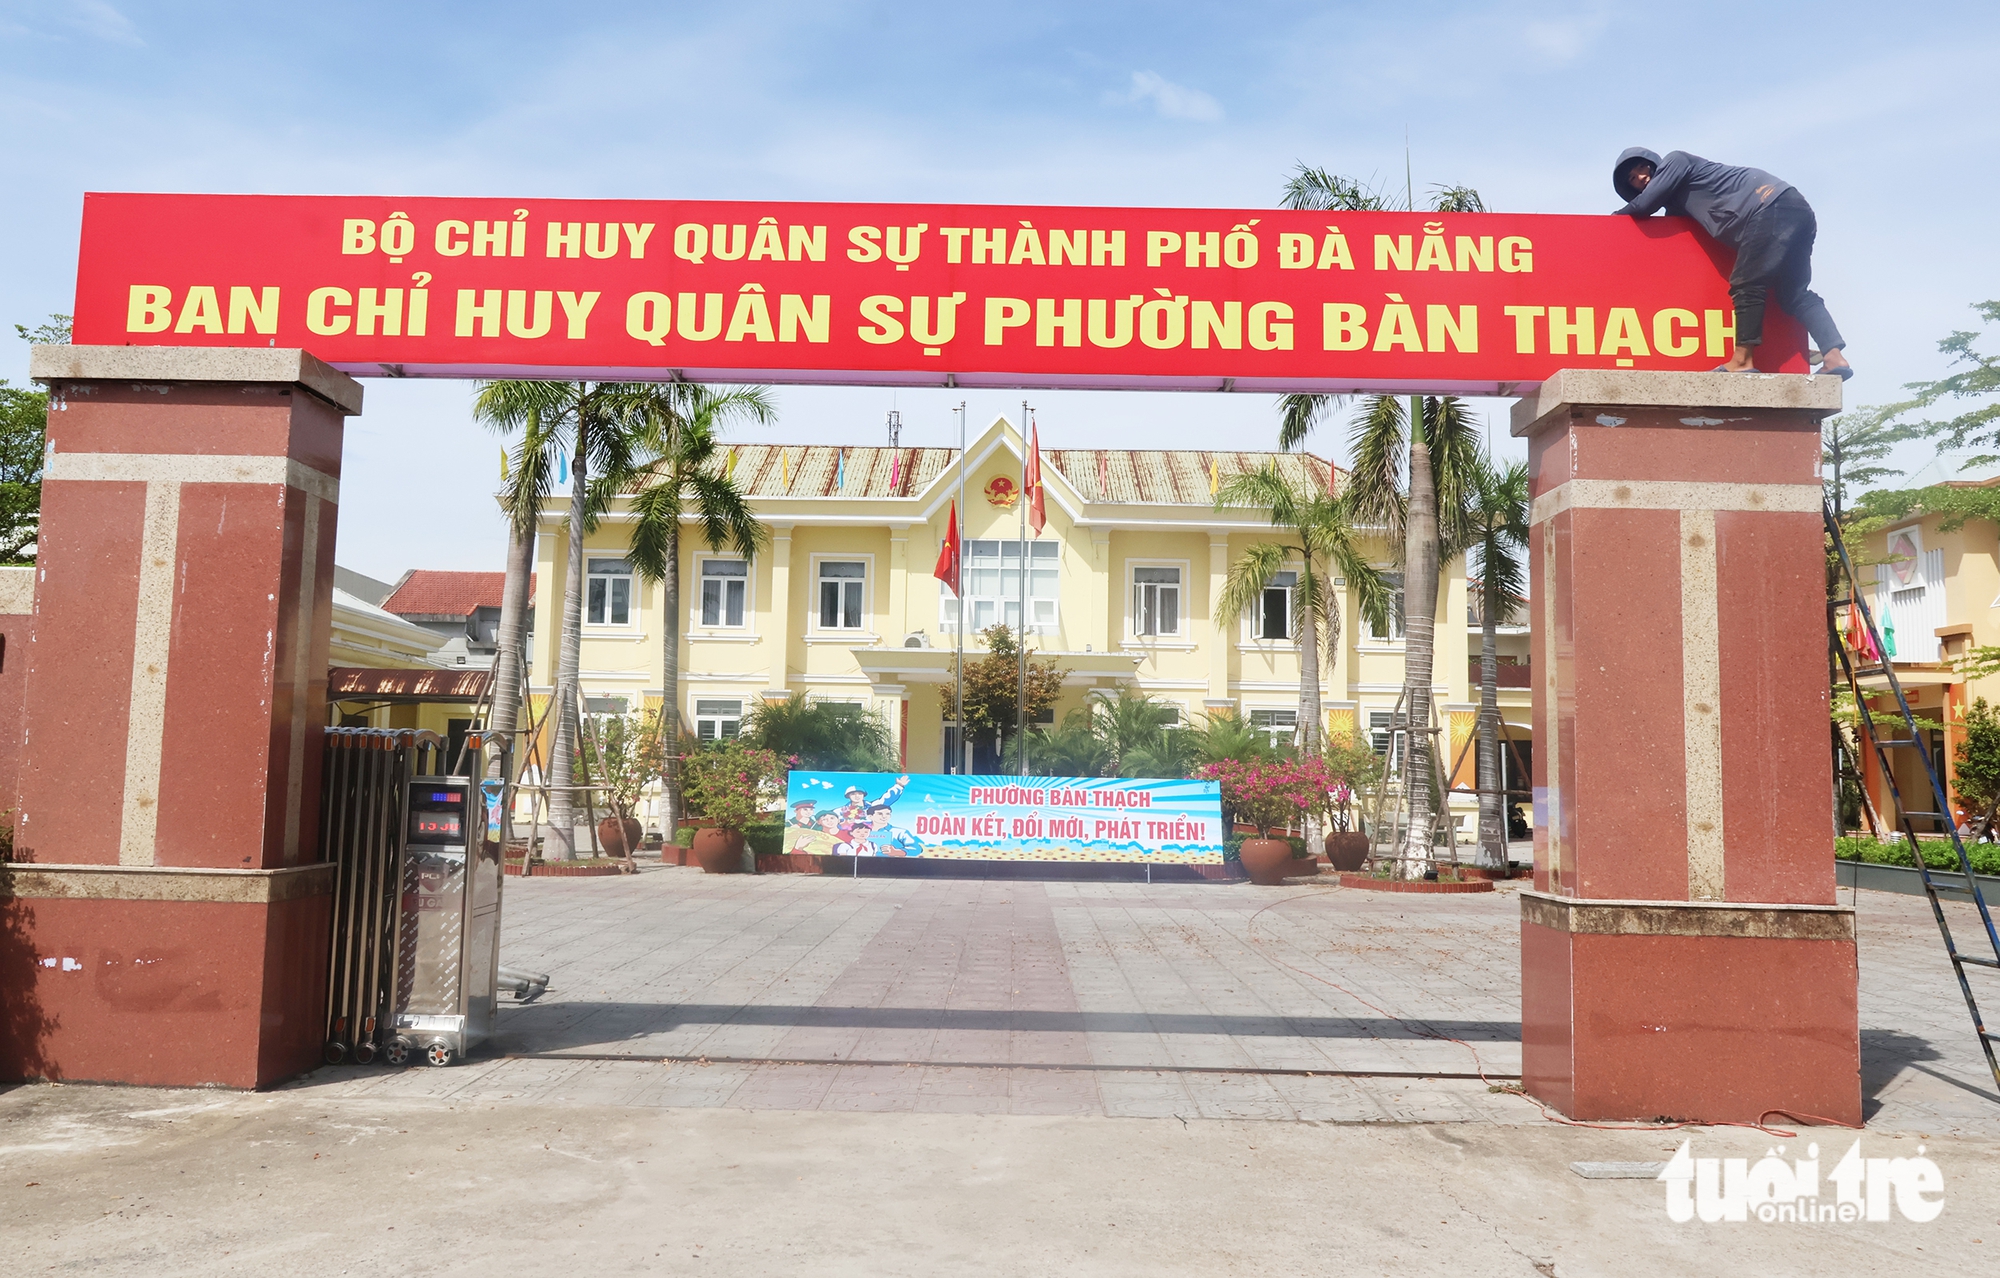 BỘ CHỈ HUY QUÂN SỰ THÀNH PHỐ ĐÀ NẴNG
BAN CHỈ HUY QUÂN SỰ PHƯỜNG BÀN THẠCH
PHƯỜNG BÀN THẠCH
ĐOÀN KẾT, ĐỔI MỚI, PHÁT TRIỂN!
tuổi trẻ
online